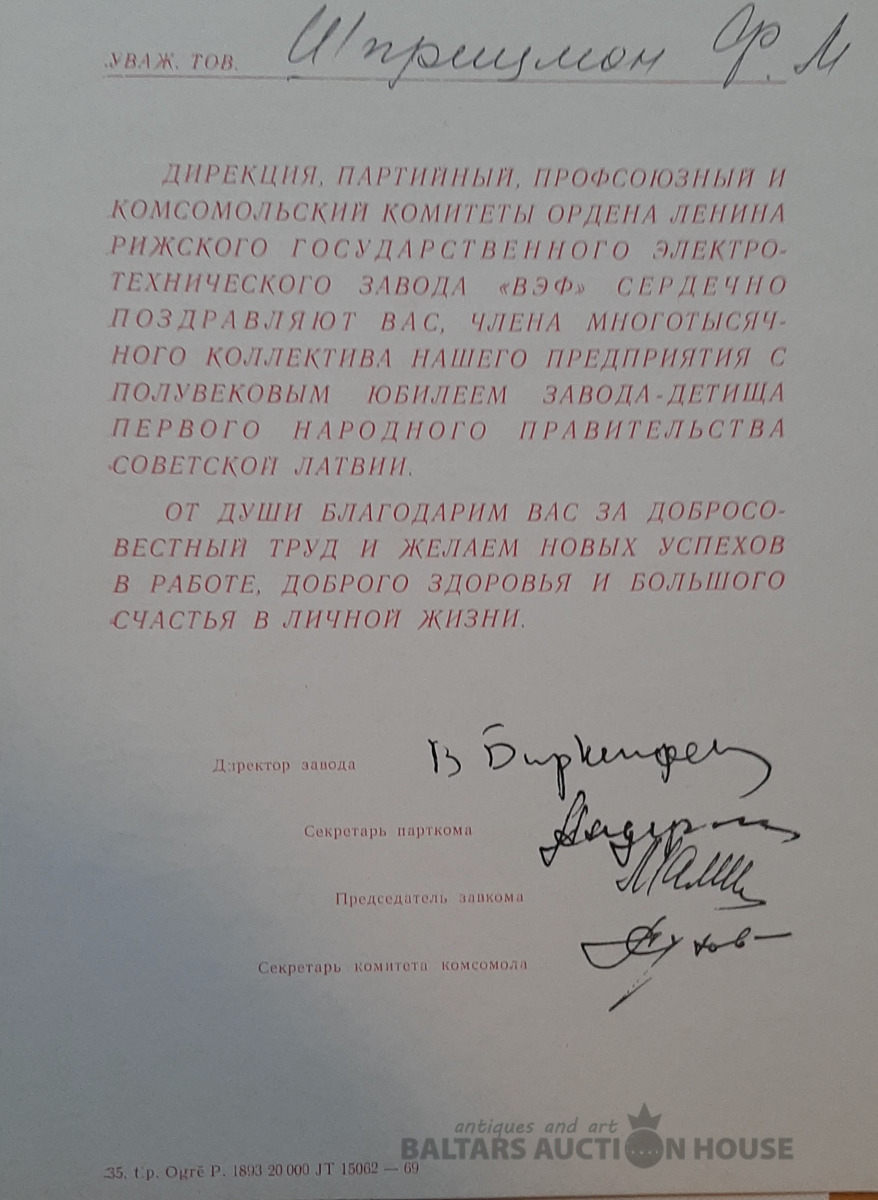 УВАЖ. ТОВ. Шприцмон Ф. М
ДИРЕКЦИЯ, ПАРТИЙНЫЙ, ПРОФСОЮЗНЫЙ И
КОМСОМОЛЬСКИЙ КОМИТЕТЫ ОРДЕНА ЛЕНИНА
РИЖСКОГО ГОСУДАРСТВЕННОГО ЭЛЕКТРО-
ТЕХНИЧЕСКОГО ЗАВОДА «ВЭФ» СЕРДЕЧНО
ПОЗДРАВЛЯЮТ ВАС, ЧЛЕНА МНОГОТЫСЯЧ-
НОГО КОЛЛЕКТИВА НАШЕГО ПРЕДПРИЯТИЯ С
ПОЛУВЕКОВЫМ ЮБИЛЕЕМ ЗАВОДА-ДЕТИЩА
ПЕРВОГО НАРОДНОГО ПРАВИТЕЛЬСТВА
СОВЕТСКОЙ ЛАТВИИ.
ОТ ДУШИ БЛАГОДАРИМ ВАС ЗА ДОБРОСО-
ВЕСТНЫЙ ТРУД И ЖЕЛАЕМ НОВЫХ УСПЕХОВ
В РАБОТЕ, ДОБРОГО ЗДОРОВЬЯ И БОЛЬШОГО
СЧАСТЬЯ В ЛИЧНОЙ ЖИЗНИ.
Директор завода
Секретарь парткома
Председатель завкома
Секретарь комитета комсомола
antiques and art
BALTARS AUCTION HOUSE
35. tip. Ogrē P. 1893 20 000 JT 15062 — 69